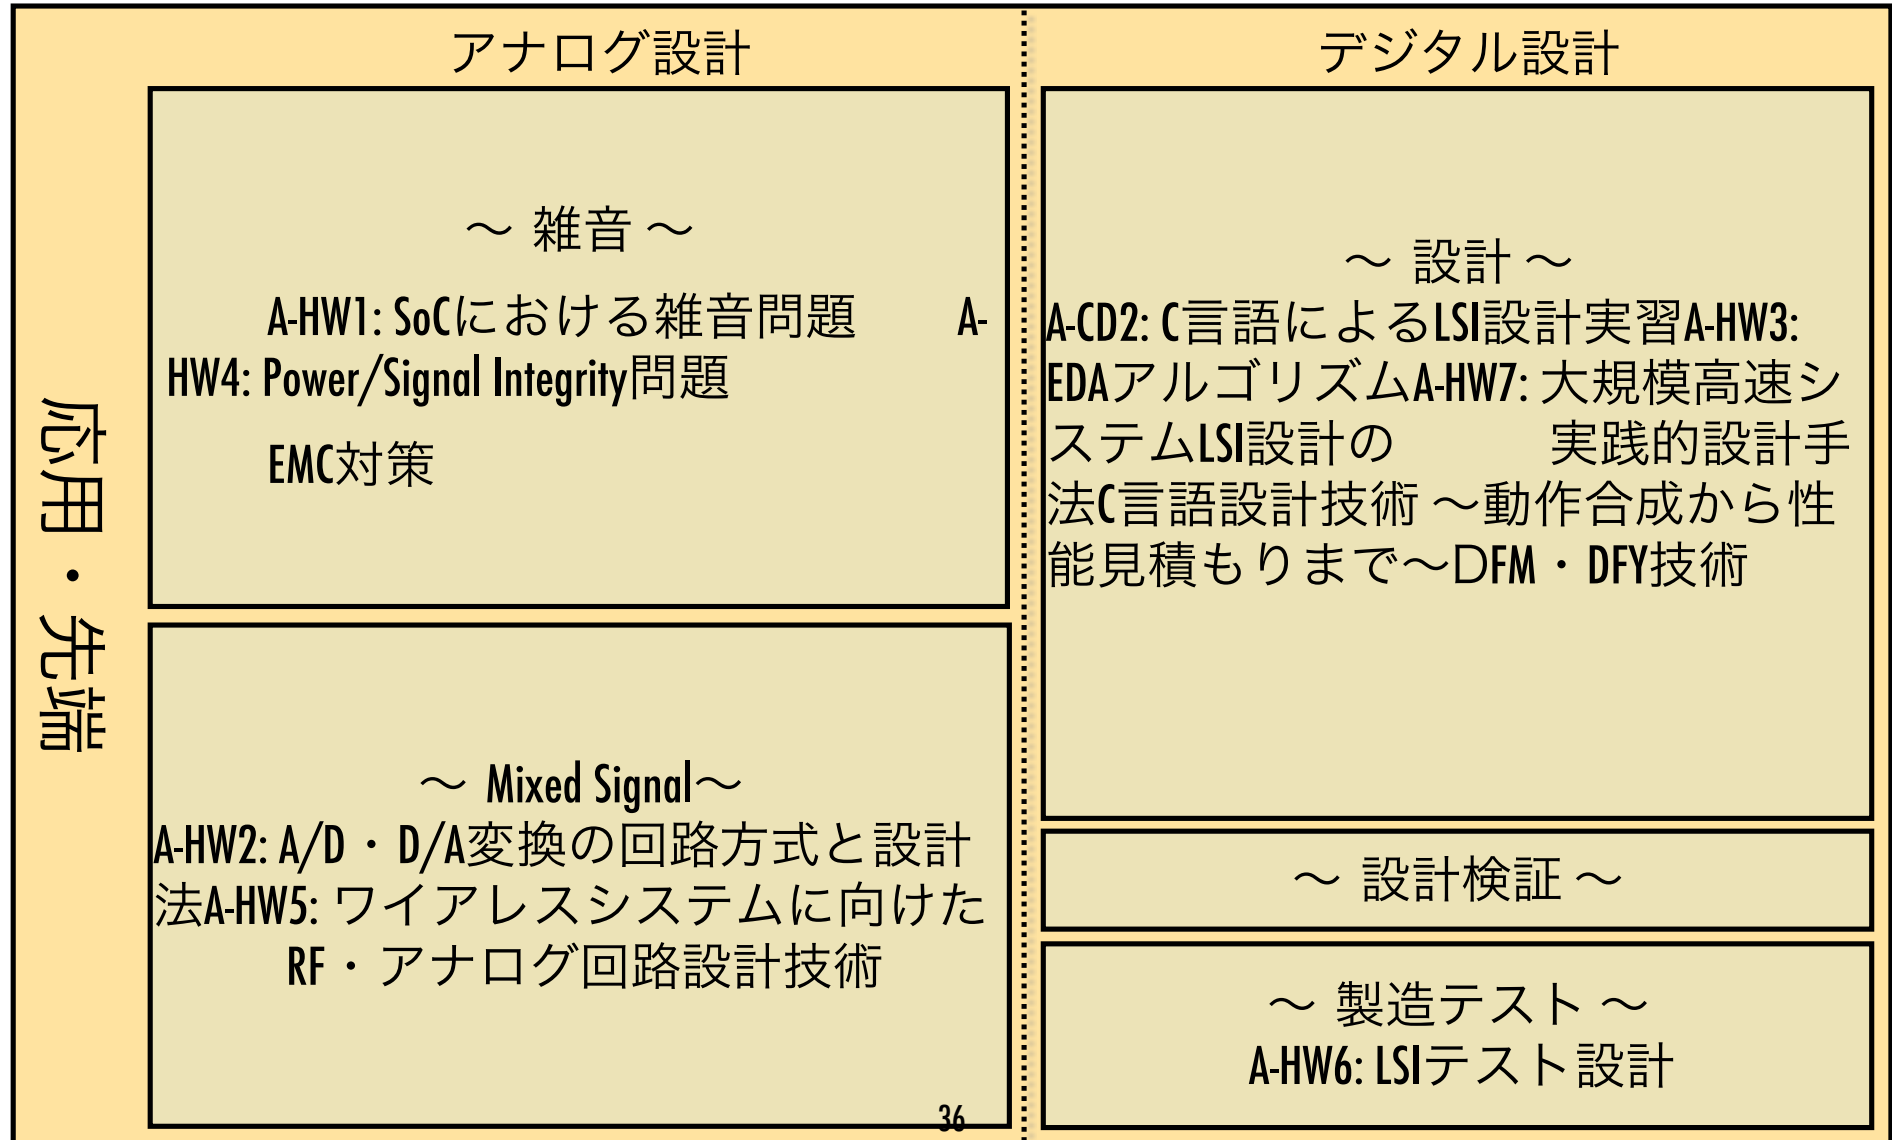 アナログ設計
デジタル設計
応用・先端
～ 雑音 ～
A-HW1: SoCにおける雑音問題 A-
HW4: Power/Signal Integrity問題
EMC対策
～ Mixed Signal～
A-HW2: A/D・D/A変換の回路方式と設計
法A-HW5: ワイアレスシステムに向けた
RF・アナログ回路設計技術
～ 設計 ～
A-CD2: C言語によるLSI設計実習A-HW3:
EDAアルゴリズムA-HW7: 大規模高速シ
ステムLSI設計の 実践的設計手
法C言語設計技術 ～動作合成から性
能見積もりまで～DFM・DFY技術
～ 設計検証 ～
～ 製造テスト ～
A-HW6: LSIテスト設計
36